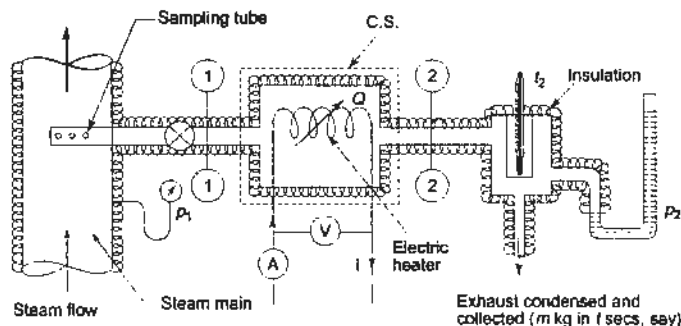 Sampling tube
C.S.
1
2
Q
t2
Insulation
1
2
p1
p2
V
A
i
Electric
heater
Steam flow
Steam main
Exhaust condensed and
collected (m kg in t secs, say)